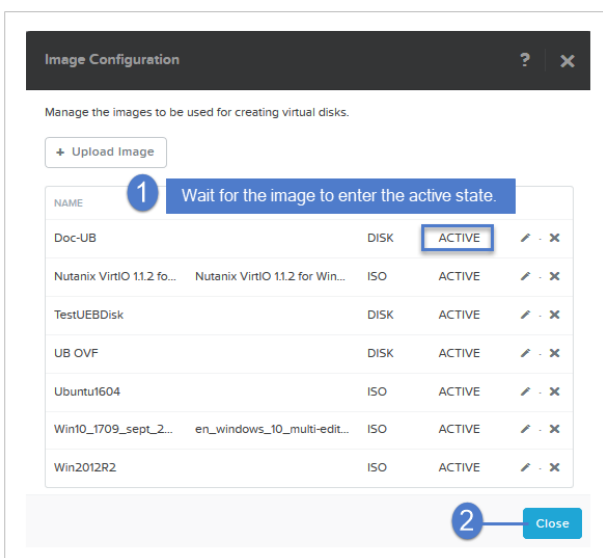 Image Configuration ?
Manage the images to be used for creating virtual disks.
+ Upload Image
1 Wait for the image to enter the active state.
NAME
Doc-UB DISK ACTIVE
Nutanix VirtIO 1.1.2 fo... Nutanix VirtIO 1.1.2 for Win... ISO ACTIVE
TestUEBDisk DISK ACTIVE
UB OVF DISK ACTIVE
Ubuntu1604 ISO ACTIVE
Win10_1709_sept_2... en_windows_10_multi-edit... ISO ACTIVE
Win2012R2 ISO ACTIVE
2 Close